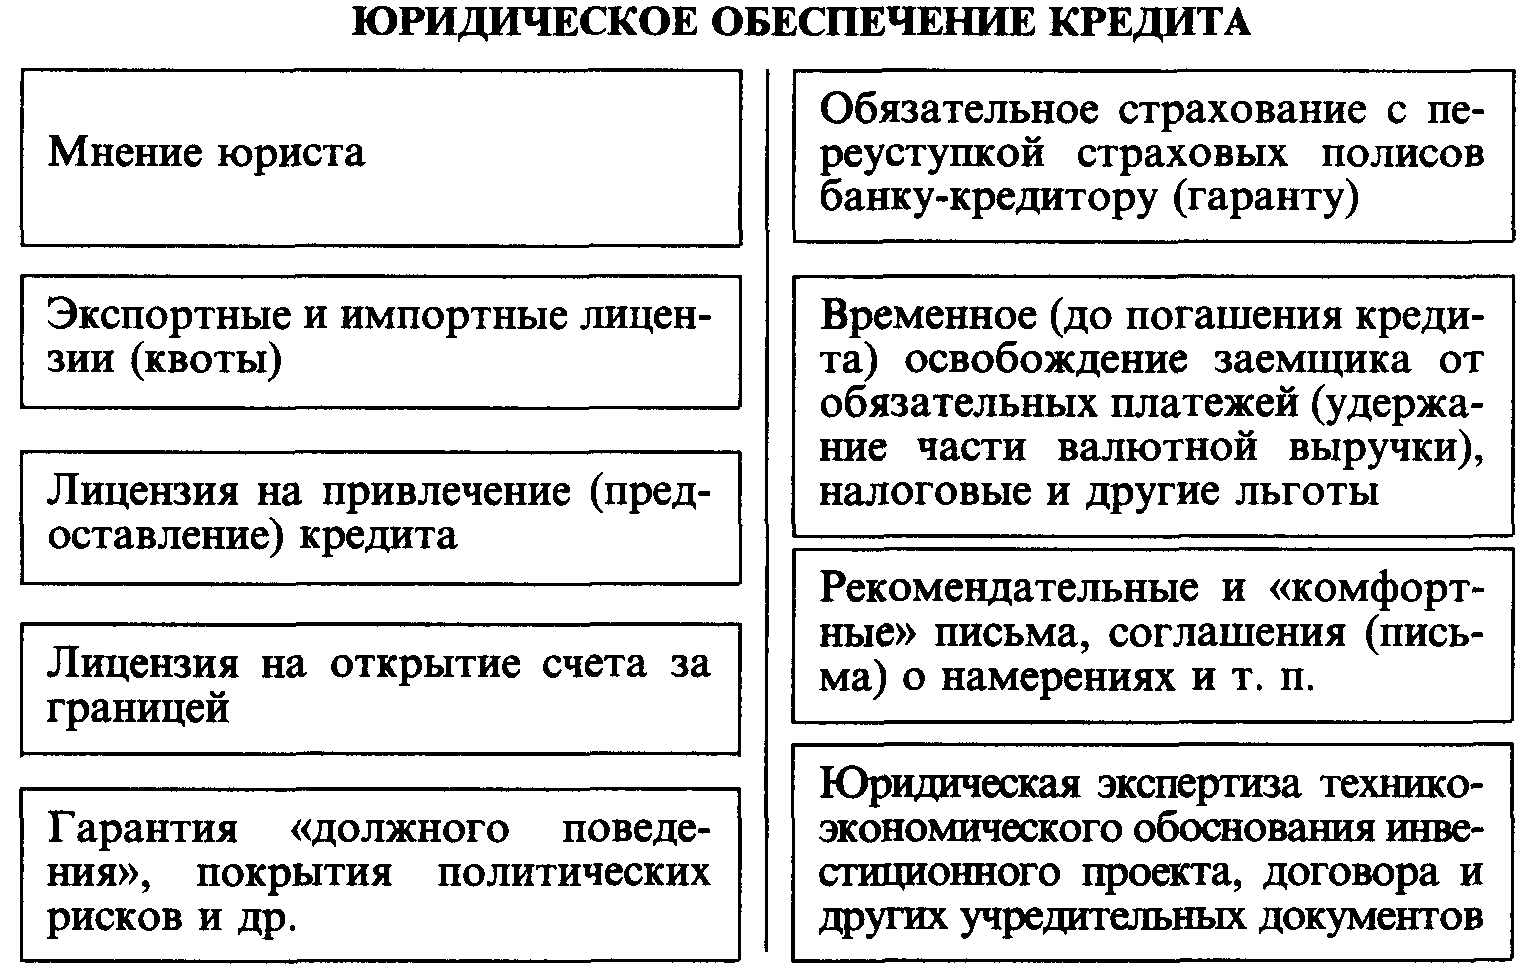 ЮРИДИЧЕСКОЕ ОБЕСПЕЧЕНИЕ КРЕДИТА
Мнение юриста
Экспортные и импортные лицен-
зии (квоты)
Лицензия на привлечение (пред-
оставление) кредита
Лицензия на открытие счета за
границей
Гарантия «должного поведе-
ния», покрытия политических
рисков и др.
Обязательное страхование с пе-
реуступкой страховых полисов
банку-кредитору (гаранту)
Временное (до погашения креди-
та) освобождение заемщика от
обязательных платежей (удержа-
ние части валютной выручки),
налоговые и другие льготы
Рекомендательные и «комфорт-
ные» письма, соглашения (пись-
ма) о намерениях и т. п.
Юридическая экспертиза технико-
экономического обоснования инве-
стиционного проекта, договора и
других учредительных документов